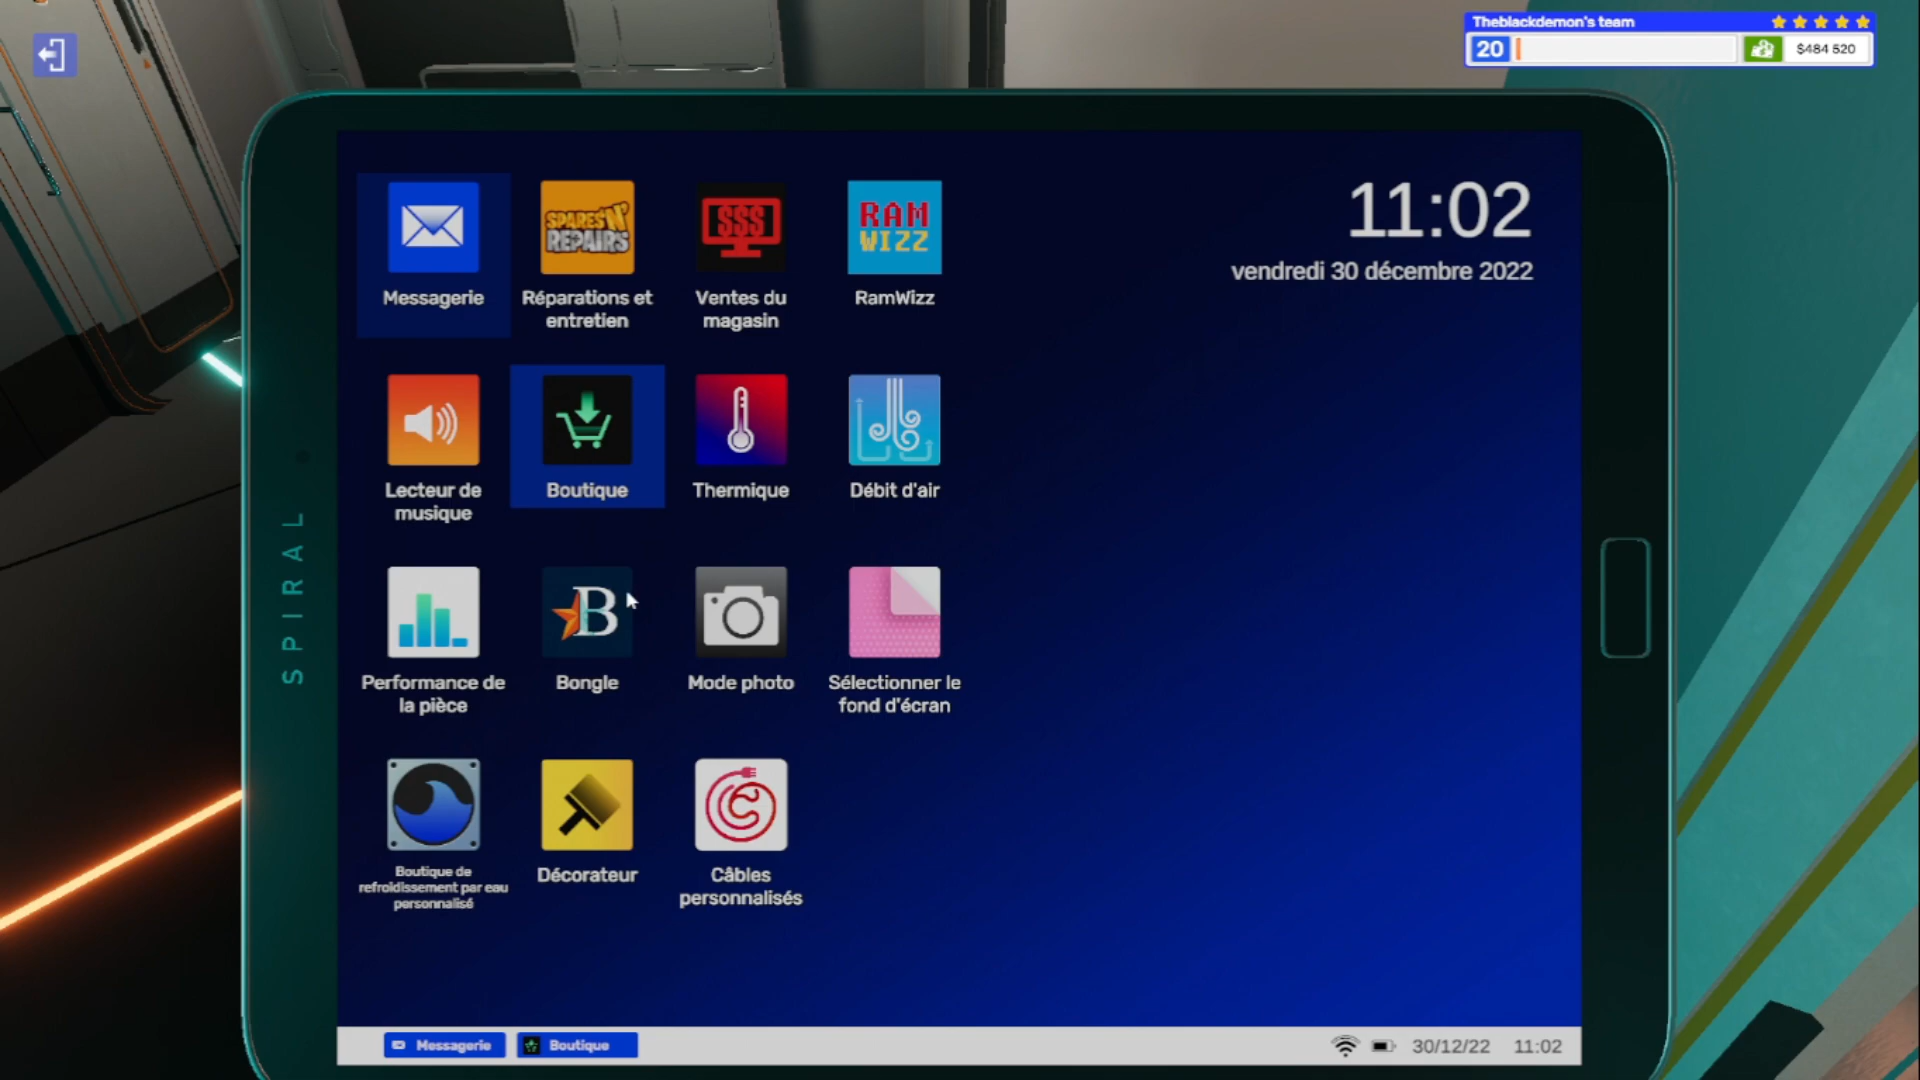 Theblackdemon's team
20
$484 520
11:02
vendredi 30 décembre 2022
Messagerie
SPARES'N'
REPAIRS
Réparations et
entretien
$$$
Ventes du
magasin
RAM
WIZZ
RamWizz
Lecteur de
musique
Boutique
Thermique
Débit d'air
Performance de
la pièce
B
Bongle
Mode photo
Sélectionner le
fond d'écran
Boutique de
refroidissement par eau
personnalisé
Décorateur
Câbles
personnalisés
SPIRAL
Messagerie
Boutique
30/12/22
11:02